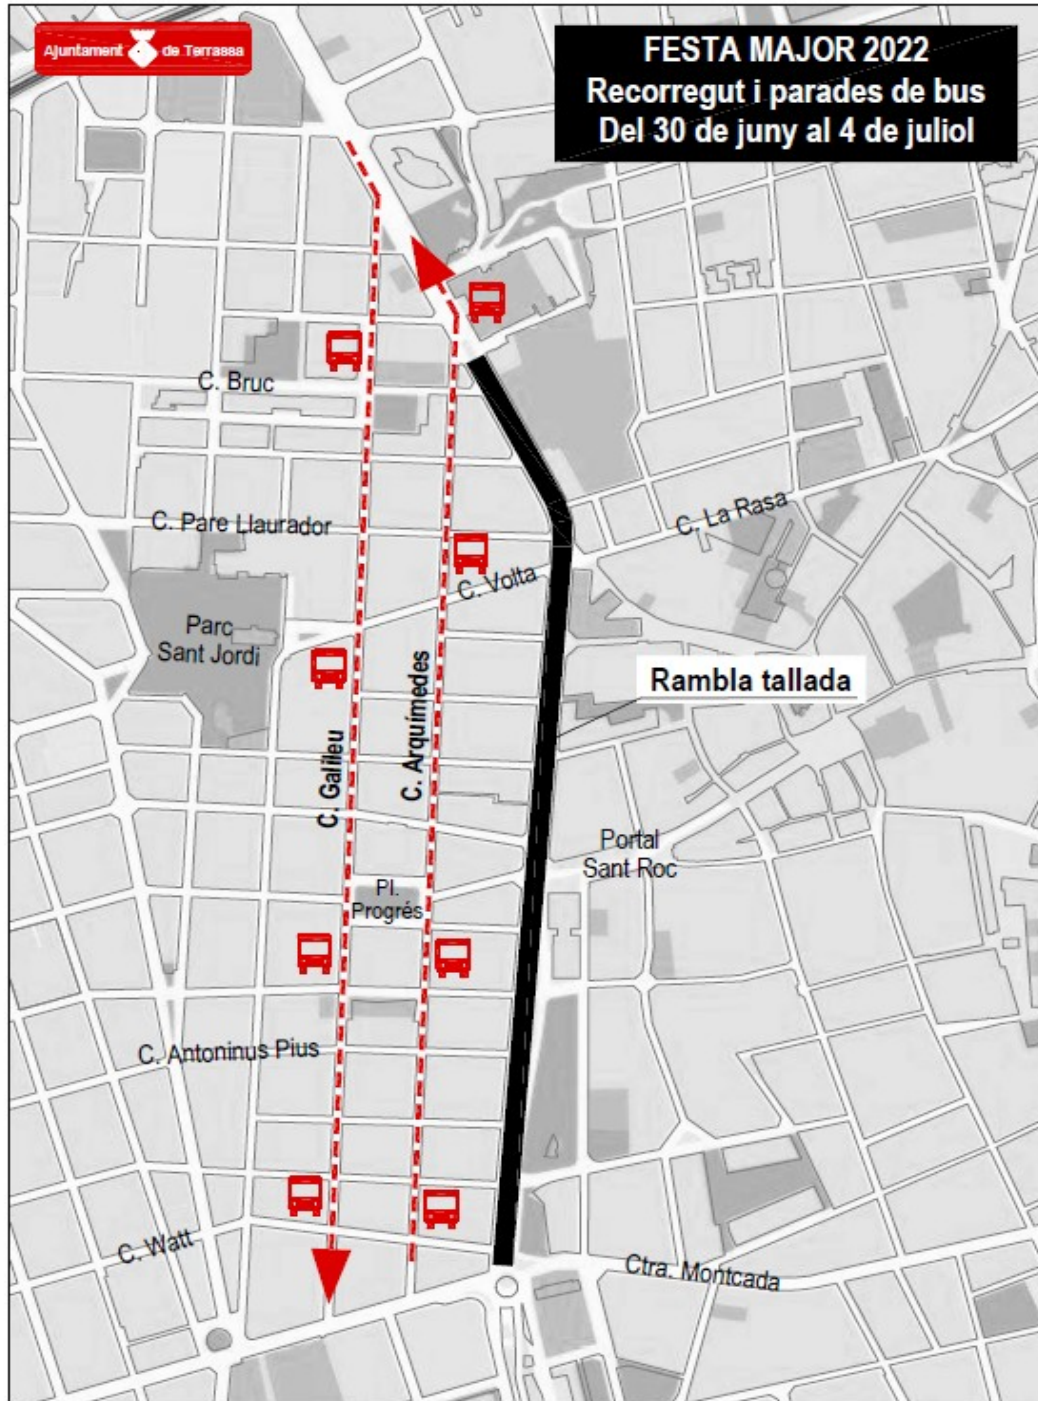 Ajuntament de Terrassa
FESTA MAJOR 2022
Recorregut i parades de bus
Del 30 de juny al 4 de juliol
C. Bruc
C. Pare Llaurador
C. La Rasa
C. Volta
Parc
Sant Jordi
Rambla tallada
C. Galileu
C. Arquímedes
Portal
Sant Roc
Pl.
Progrés
C. Antoninus Pius
C. Watt
Ctra. Montcada